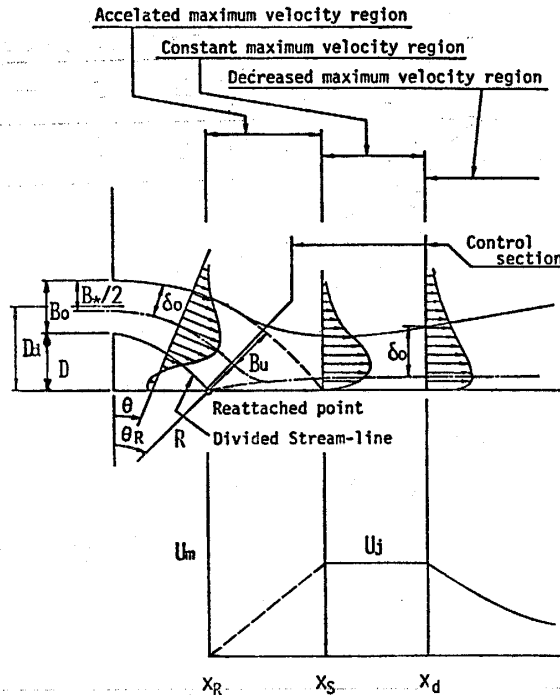 Accelated maximum velocity region
Constant maximum velocity region
Decreased maximum velocity region
Control
section
B*/2
δo
Bo
Di
D
Bu
δo
θ
θR
R
Reattached point
Divided Stream-line
Um
Uj
XR
XS
Xd